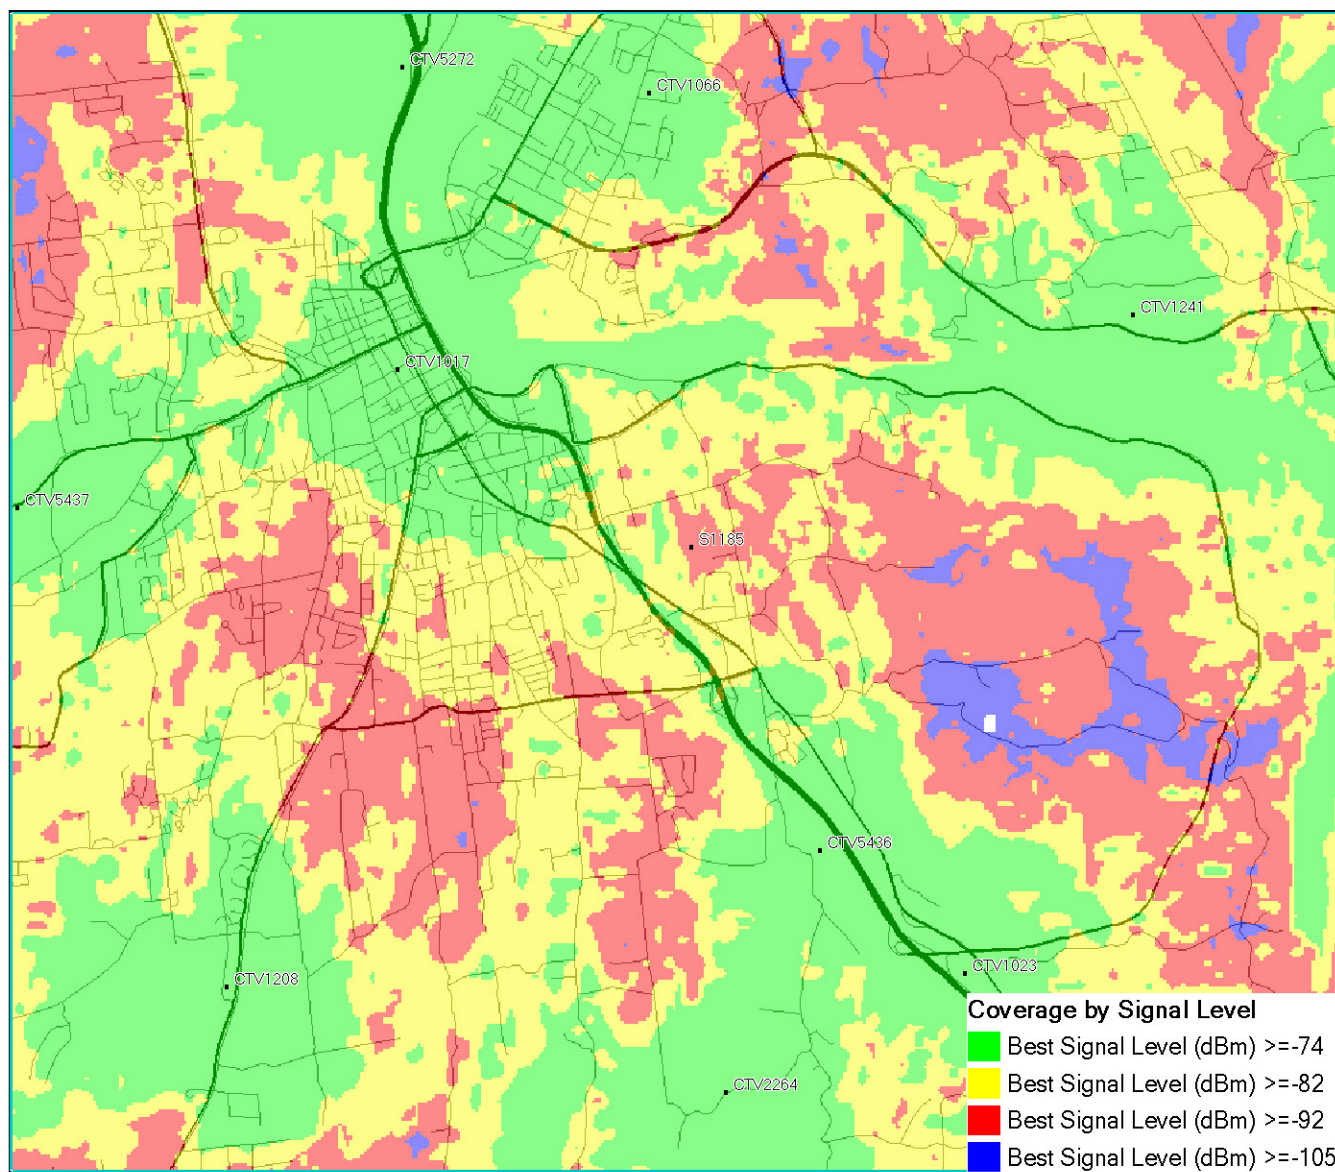 CTV5272
CTV1066
CTV1241
CTV1017
CTV5437
S1185
CTV5436
CTV1023
CTV1208
CTV2264
Coverage by Signal Level
Best Signal Level (dBm) >=-74
Best Signal Level (dBm) >=-82
Best Signal Level (dBm) >=-92
Best Signal Level (dBm) >=-105